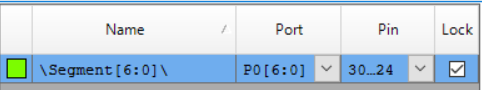 Name / Port Pin Lock
\Segment[6:0]\ P0[6:0] 30...24